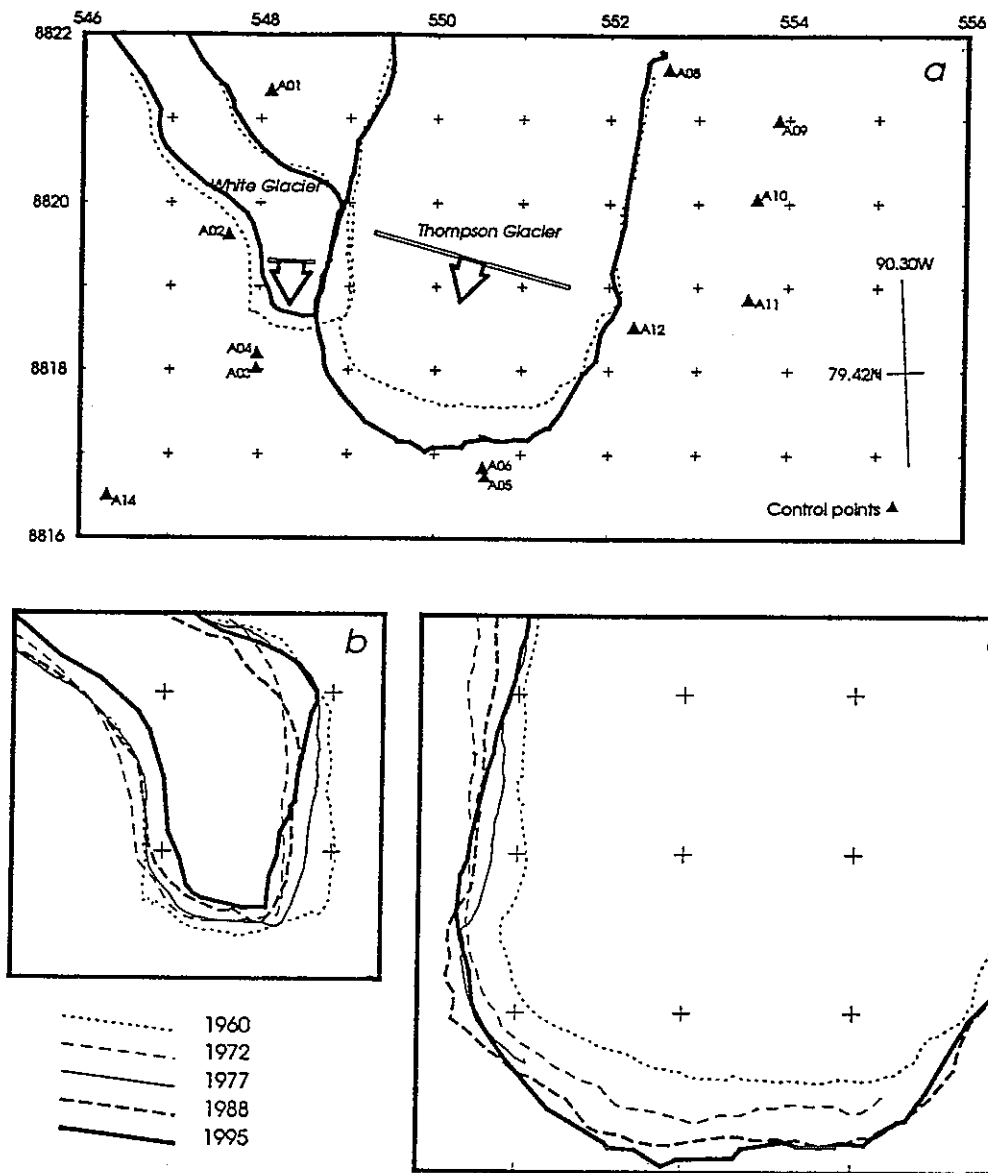 546 548 550 552 554 556
8822
a
A01
A08
A09
8820
White Glacier
A10
A02
Thompson Glacier
90.30W
A11
A12
A04
8818
A03
79.42N
A06
A05
A14
Control points
8816
b
1960
1972
1977
1988
1995